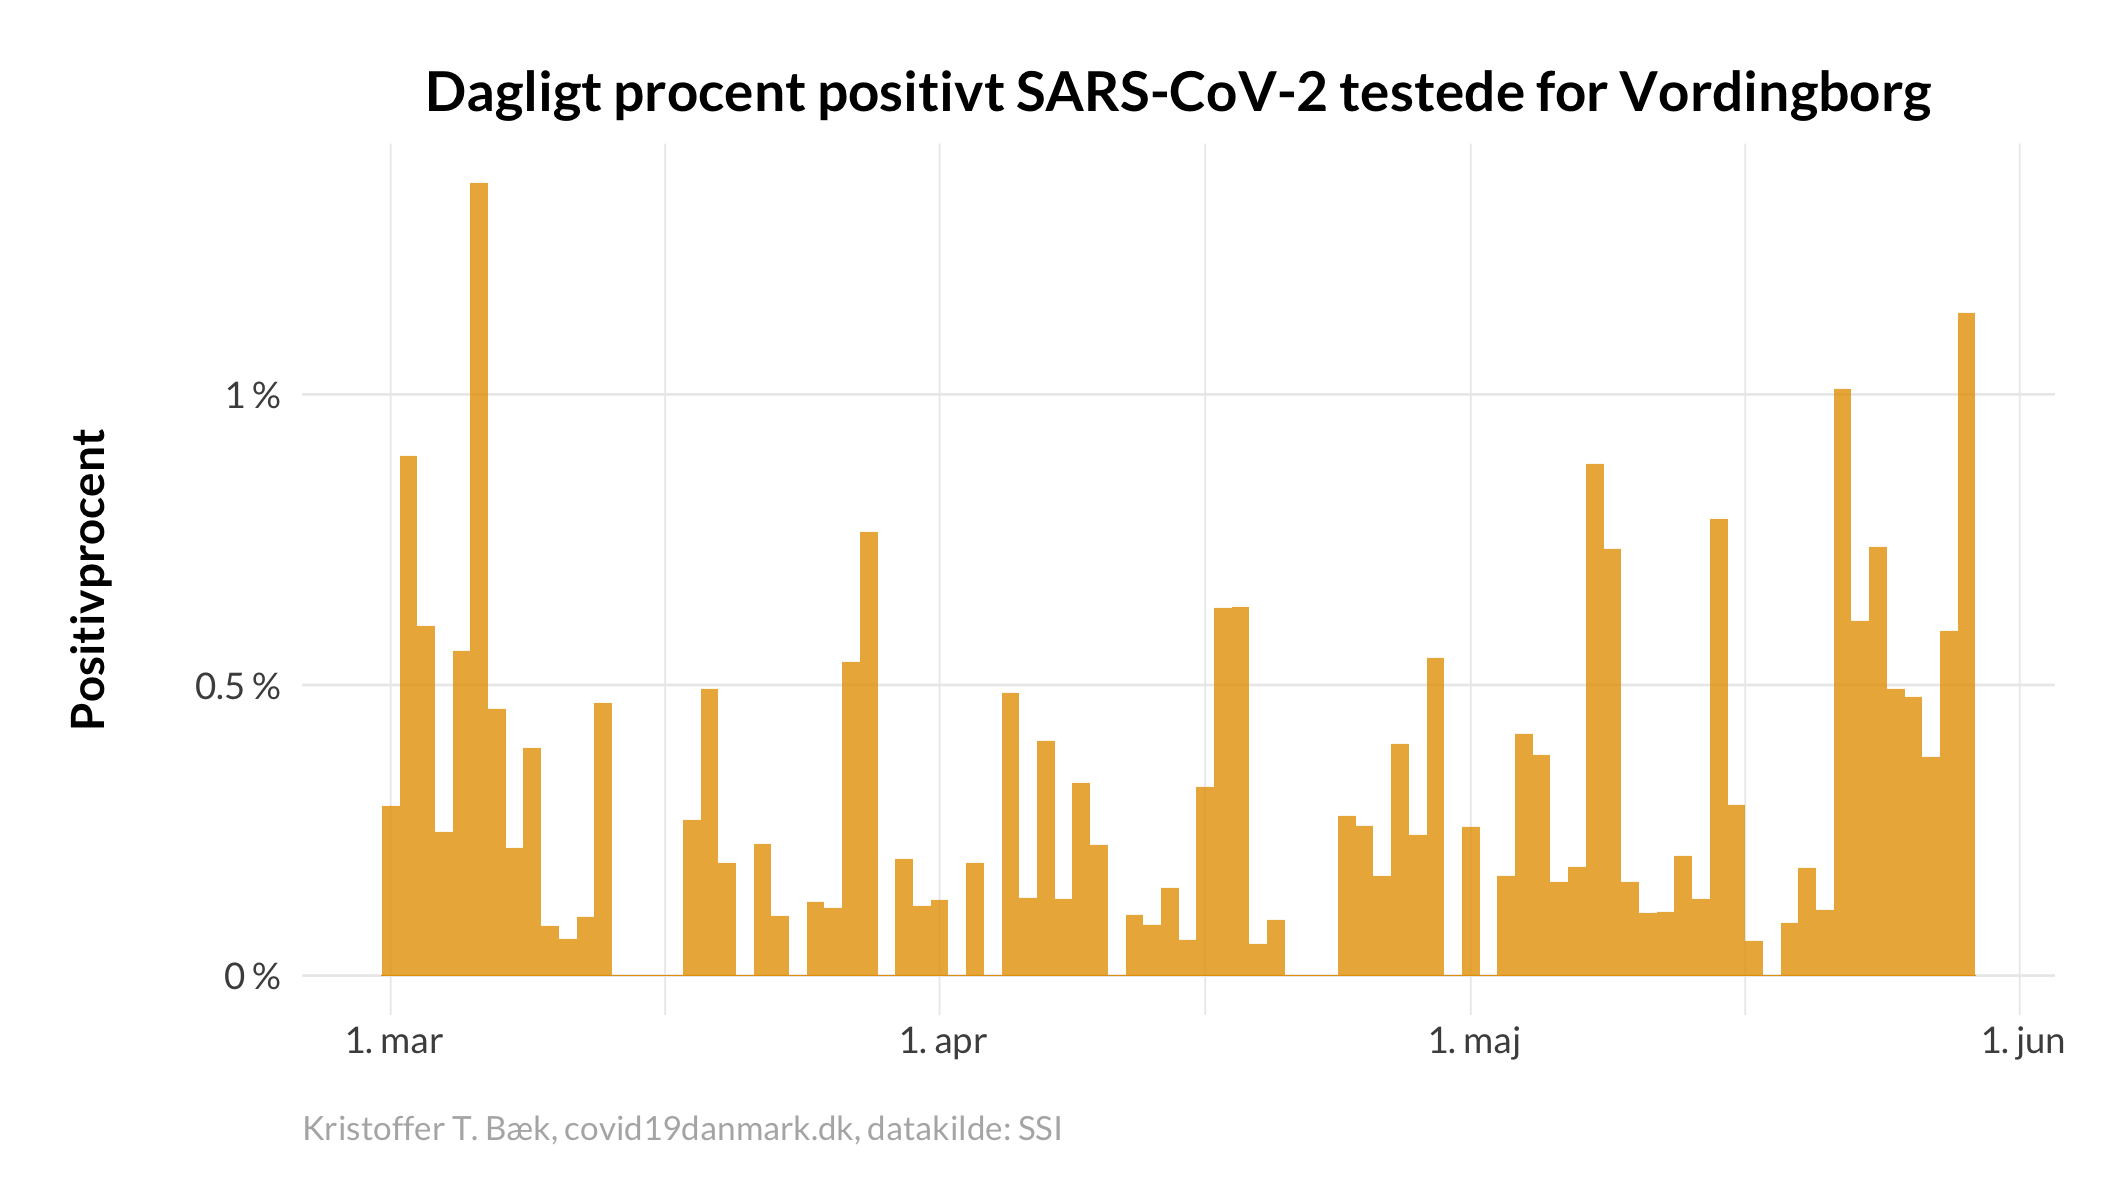 Dagligt procent positivt SARS-CoV-2 testede for Vordingborg
Positivprocent
1 %
0.5 %
0 %
1. mar
1. apr
1. maj
1. jun
Kristoffer T. Bæk, covid19danmark.dk, datakilde: SSI